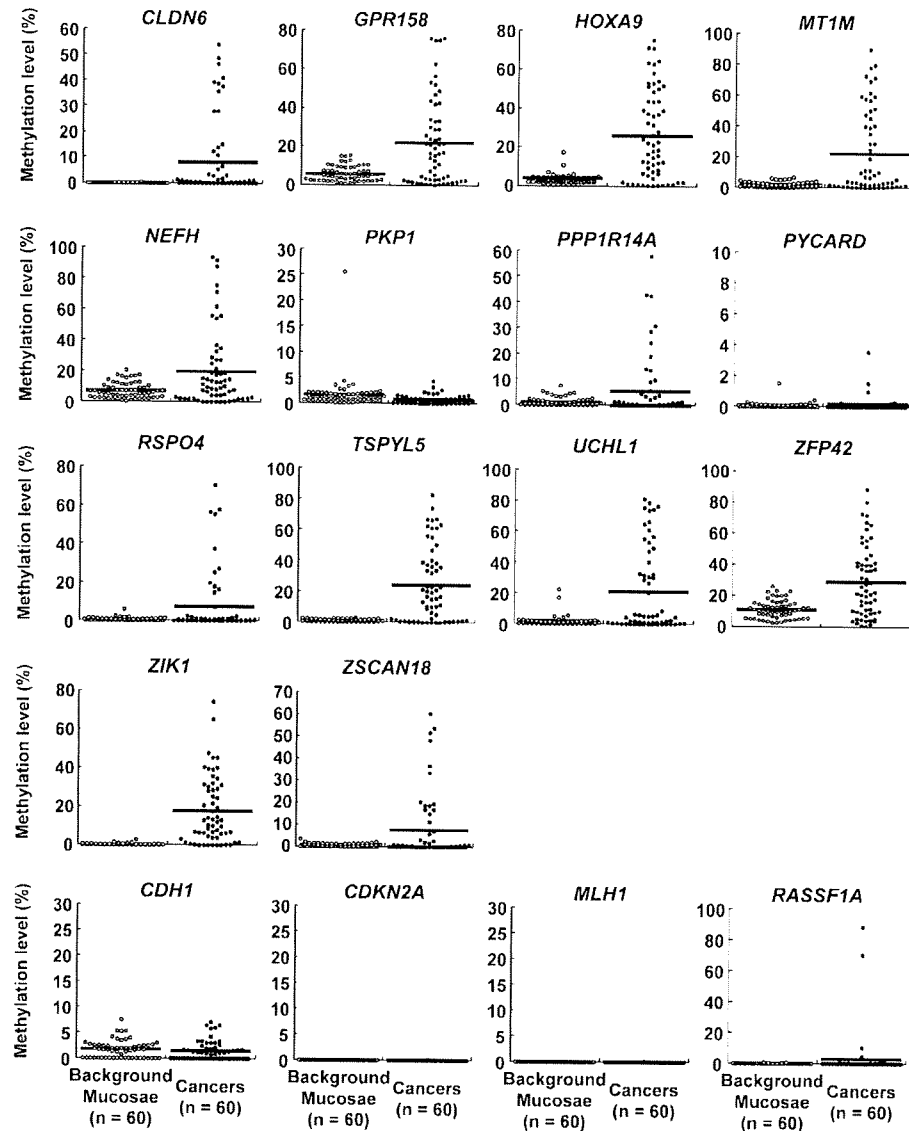 CLDN6 GPR158 HOXA9 MT1M
Methylation level (%)
60 50 40 30 20 10 0
80 60 40 20 0
80 60 40 20 0
100 80 60 40 20 0
NEFH PKP1 PPP1R14A PYCARD
Methylation level (%)
100 80 60 40 20 0
30 25 20 15 10 5 0
60 50 40 30 20 10 0
10 8 6 4 2 0
RSPO4 TSPYL5 UCHL1 ZFP42
Methylation level (%)
80 60 40 20 0
100 80 60 40 20 0
100 80 60 40 20 0
100 80 60 40 20 0
ZIK1 ZSCAN18
Methylation level (%)
80 60 40 20 0
70 60 50 40 30 20 10 0
CDH1 CDKN2A MLH1 RASSF1A
Methylation level (%)
30 25 20 15 10 5 0
30 25 20 15 10 5 0
30 25 20 15 10 5 0
100 80 60 40 20 0
Background Mucosae (n = 60) Cancers (n = 60)
Background Mucosae (n = 60) Cancers (n = 60)
Background Mucosae (n = 60) Cancers (n = 60)
Background Mucosae (n = 60) Cancers (n = 60)